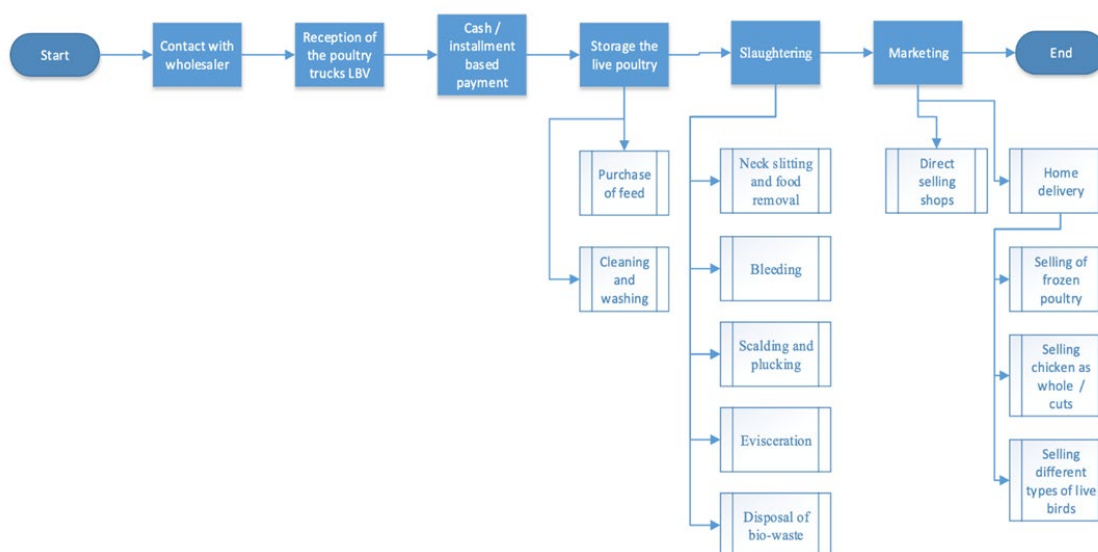 Start
Contact with
wholesaler
Reception of
the poultry
trucks LBV
Cash /
installment
based
payment
Storage the
live poultry
Slaughtering
Marketing
End
Purchase
of feed
Cleaning
and
washing
Neck slitting
and food
removal
Bleeding
Scalding and
plucking
Evisceration
Disposal of
bio-waste
Direct
selling
shops
Home
delivery
Selling of
frozen
poultry
Selling
chicken as
whole /
cuts
Selling
different
types of live
birds